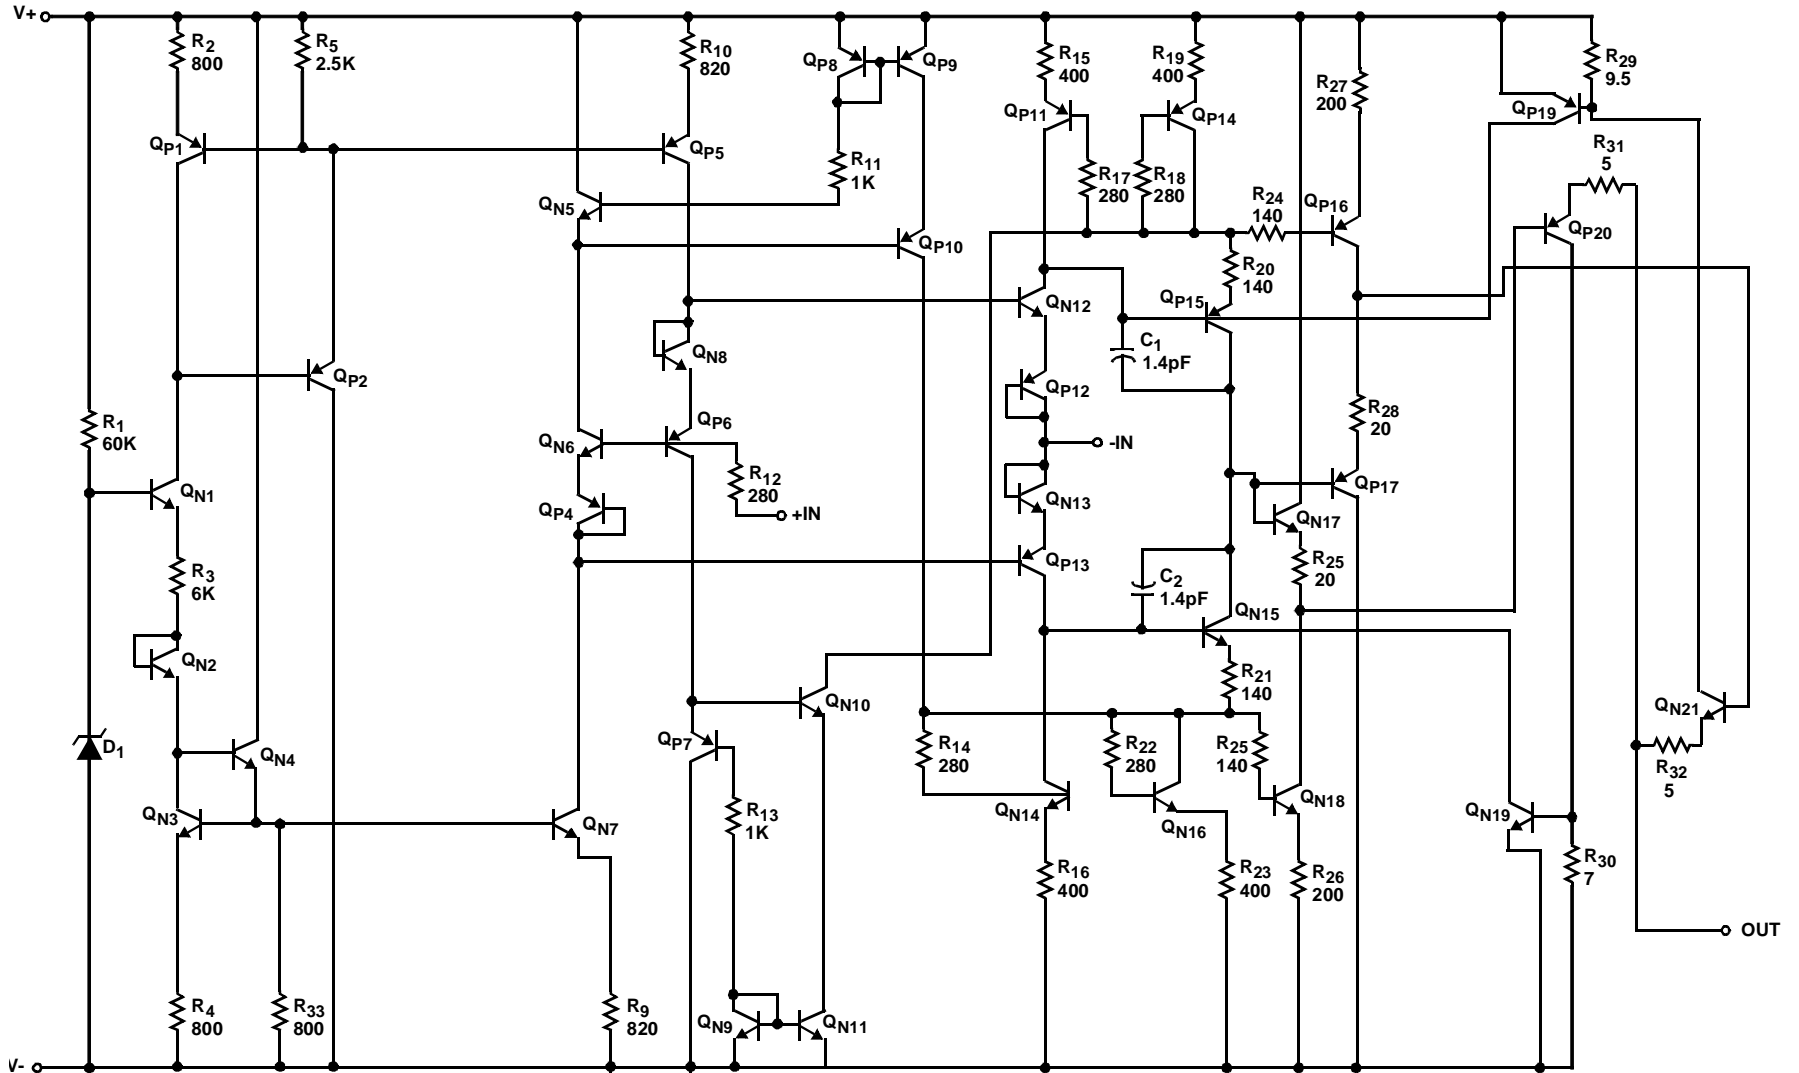 V+
R2
800
R5
2.5K
R10
820
QP8
QP9
R15
400
R19
400
R29
9.5
R27
200
QP11
QP14
QP19
QP1
QP5
R11
1K
R17
280
R18
280
R31
5
QN5
R24
140
QP16
QP20
QP10
R20
140
QP15
QN12
C1
1.4pF
QN8
QP2
QP12
R1
60K
QP6
R28
20
QN6
-IN
R12
280
QN1
QN13
QP17
QP4
+IN
QN17
R3
6K
QP13
R25
20
C2
1.4pF
QN15
QN2
R21
140
QN10
QN21
D1
QN4
QP7
R14
280
R22
280
R25
140
R32
5
QN3
QN7
R13
1K
QN14
QN16
QN18
QN19
R16
400
R23
400
R26
200
R30
7
OUT
R4
800
R33
800
R9
820
QN9
QN11
V-